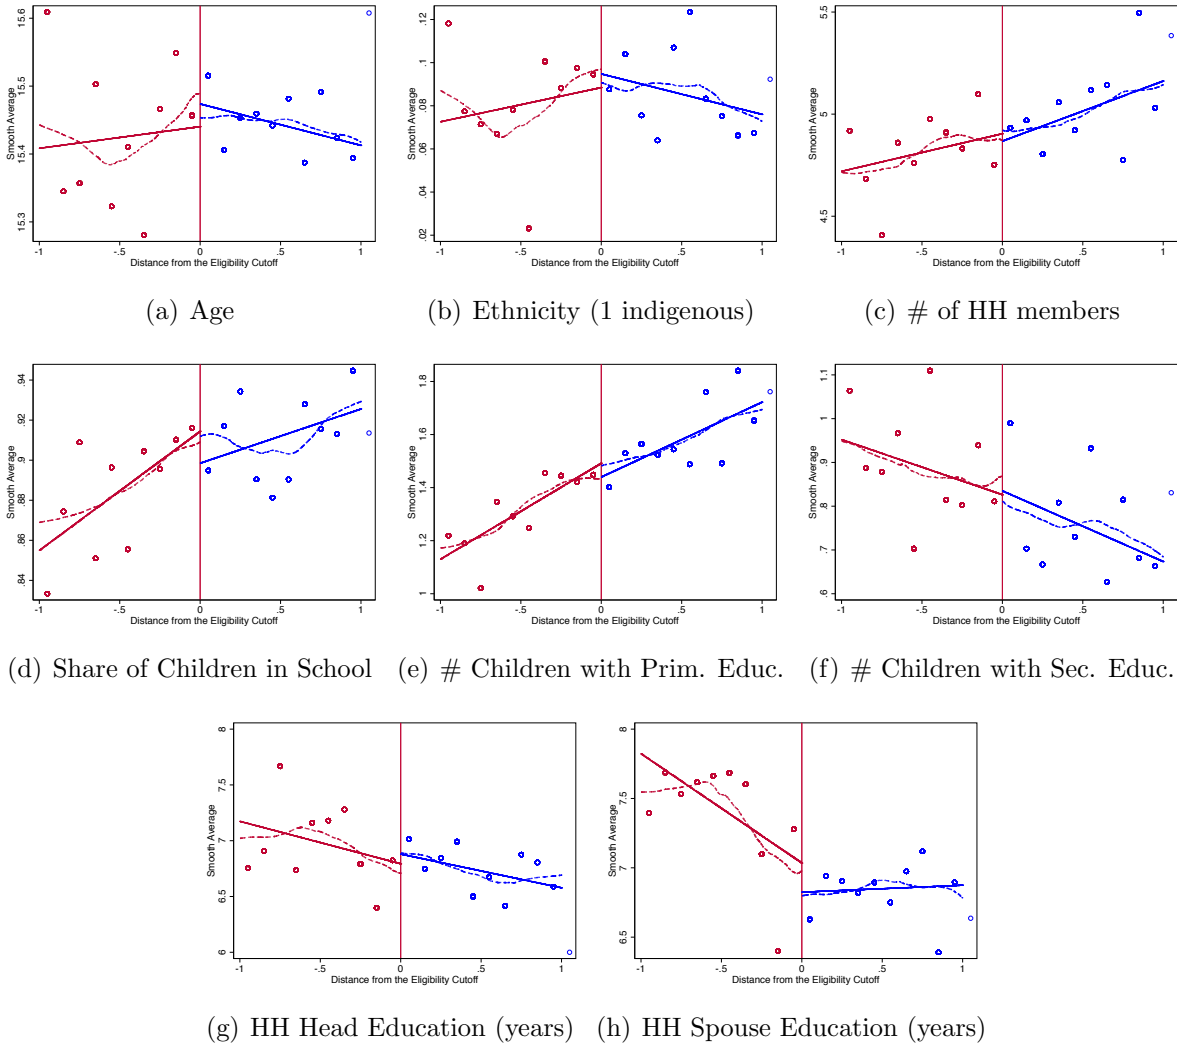 15.6
15.5
15.4
15.3
Smooth Average
-1 -.5 0 .5 1
Distance from the Eligibility Cutoff
(a) Age
.12
.1
.08
.06
.04
.02
Smooth Average
-1 -.5 0 .5 1
Distance from the Eligibility Cutoff
(b) Ethnicity (1 indigenous)
5.5
5
4.5
Smooth Average
-1 -.5 0 .5 1
Distance from the Eligibility Cutoff
(c) # of HH members
.94
.92
.9
.88
.86
.84
Smooth Average
-1 -.5 0 .5 1
Distance from the Eligibility Cutoff
(d) Share of Children in School
1.8
1.6
1.4
1.2
1
Smooth Average
-1 -.5 0 .5 1
Distance from the Eligibility Cutoff
(e) # Children with Prim. Educ.
1.1
1
.9
.8
.7
.6
Smooth Average
-1 -.5 0 .5 1
Distance from the Eligibility Cutoff
(f) # Children with Sec. Educ.
8
7.5
7
6.5
6
Smooth Average
-1 -.5 0 .5 1
Distance from the Eligibility Cutoff
(g) HH Head Education (years)
8
7.5
7
6.5
Smooth Average
-1 -.5 0 .5 1
Distance from the Eligibility Cutoff
(h) HH Spouse Education (years)